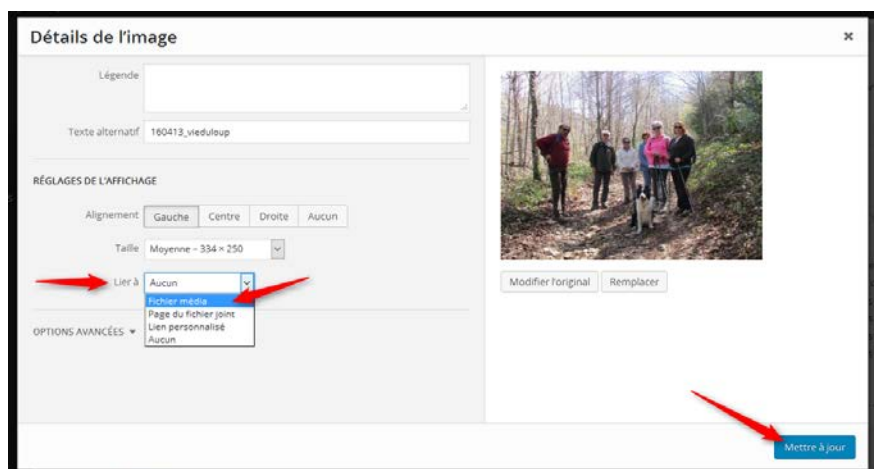 Détails de l'image
×
Légende
Texte alternatif 160413_vieduloup
RÉGLAGES DE L'AFFICHAGE
Alignement Gauche Centre Droite Aucun
Taille Moyenne – 334 × 250
Lier à Aucun
Fichier média
Page du fichier joint
Lien personnalisé
Aucun
OPTIONS AVANCÉES
Modifier l'original Remplacer
Mettre à jour